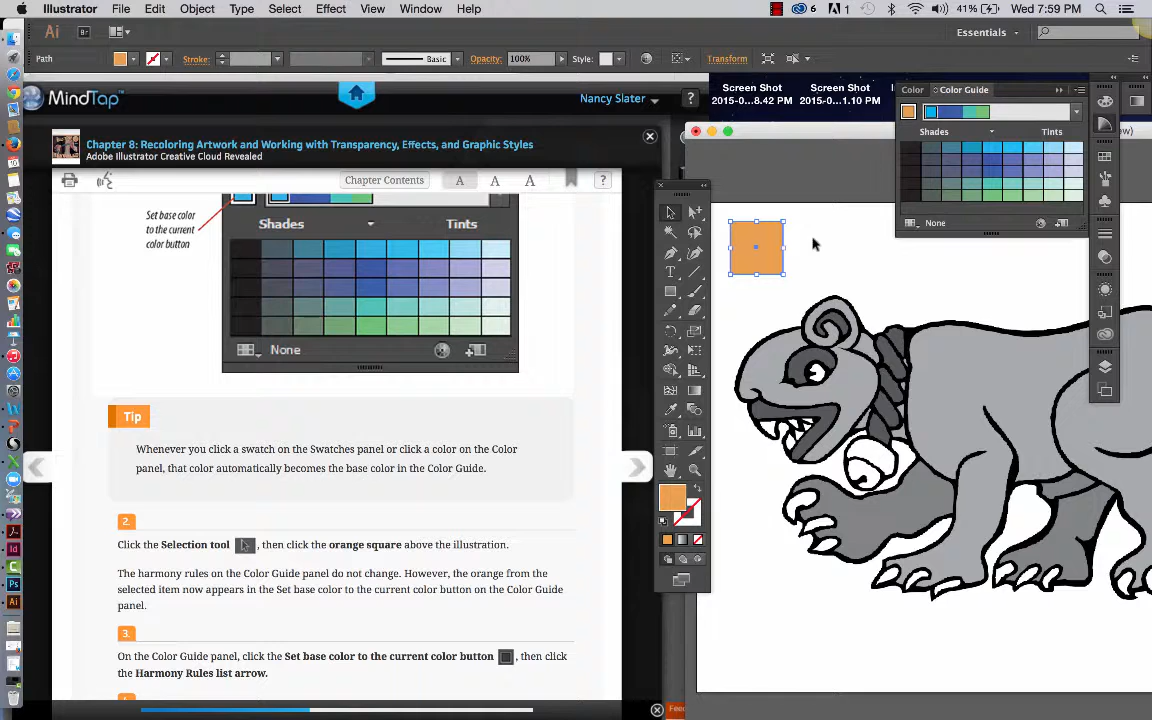 Illustrator File Edit Object Type Select Effect View Window Help 6 1 41% Wed 7:59 PM
Ai Br Essentials
Path Stroke: Basic Opacity: 100% Style: Transform
MindTap
Nancy Slater ?
Screen Shot Screen Shot
2015-0...8.42 PM 2015-0...1.10 PM
Color Color Guide
Shades Tints
None
Chapter 8: Recoloring Artwork and Working with Transparency, Effects, and Graphic Styles
Adobe Illustrator Creative Cloud Revealed
Chapter Contents A A A ?
Set base color
to the current
color button
Shades Tints
None
Tip
Whenever you click a swatch on the Swatches panel or click a color on the Color
panel, that color automatically becomes the base color in the Color Guide.
2.
Click the Selection tool , then click the orange square above the illustration.
The harmony rules on the Color Guide panel do not change. However, the orange from the
selected item now appears in the Set base color to the current color button on the Color Guide
panel.
3.
On the Color Guide panel, click the Set base color to the current color button , then click
the Harmony Rules list arrow.